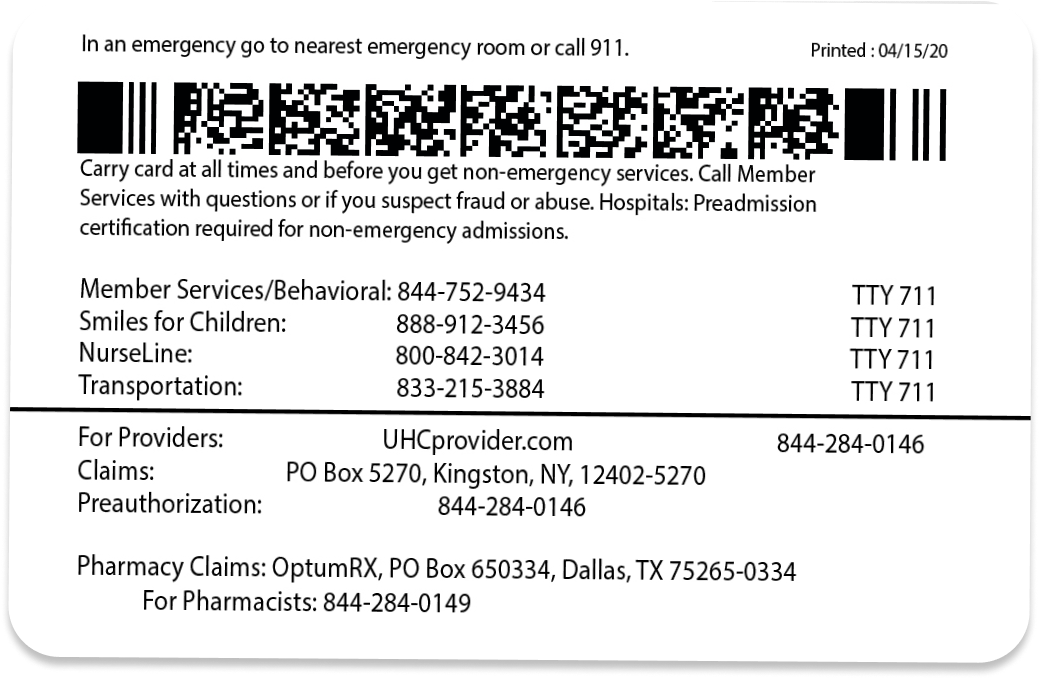 In an emergency go to nearest emergency room or call 911. Printed : 04/15/20
Carry card at all times and before you get non-emergency services. Call Member
Services with questions or if you suspect fraud or abuse. Hospitals: Preadmission
certification required for non-emergency admissions.
Member Services/Behavioral: 844-752-9434 TTY 711
Smiles for Children: 888-912-3456 TTY 711
NurseLine: 800-842-3014 TTY 711
Transportation: 833-215-3884 TTY 711
For Providers: UHCprovider.com 844-284-0146
Claims: PO Box 5270, Kingston, NY, 12402-5270
Preauthorization: 844-284-0146
Pharmacy Claims: OptumRX, PO Box 650334, Dallas, TX 75265-0334
For Pharmacists: 844-284-0149